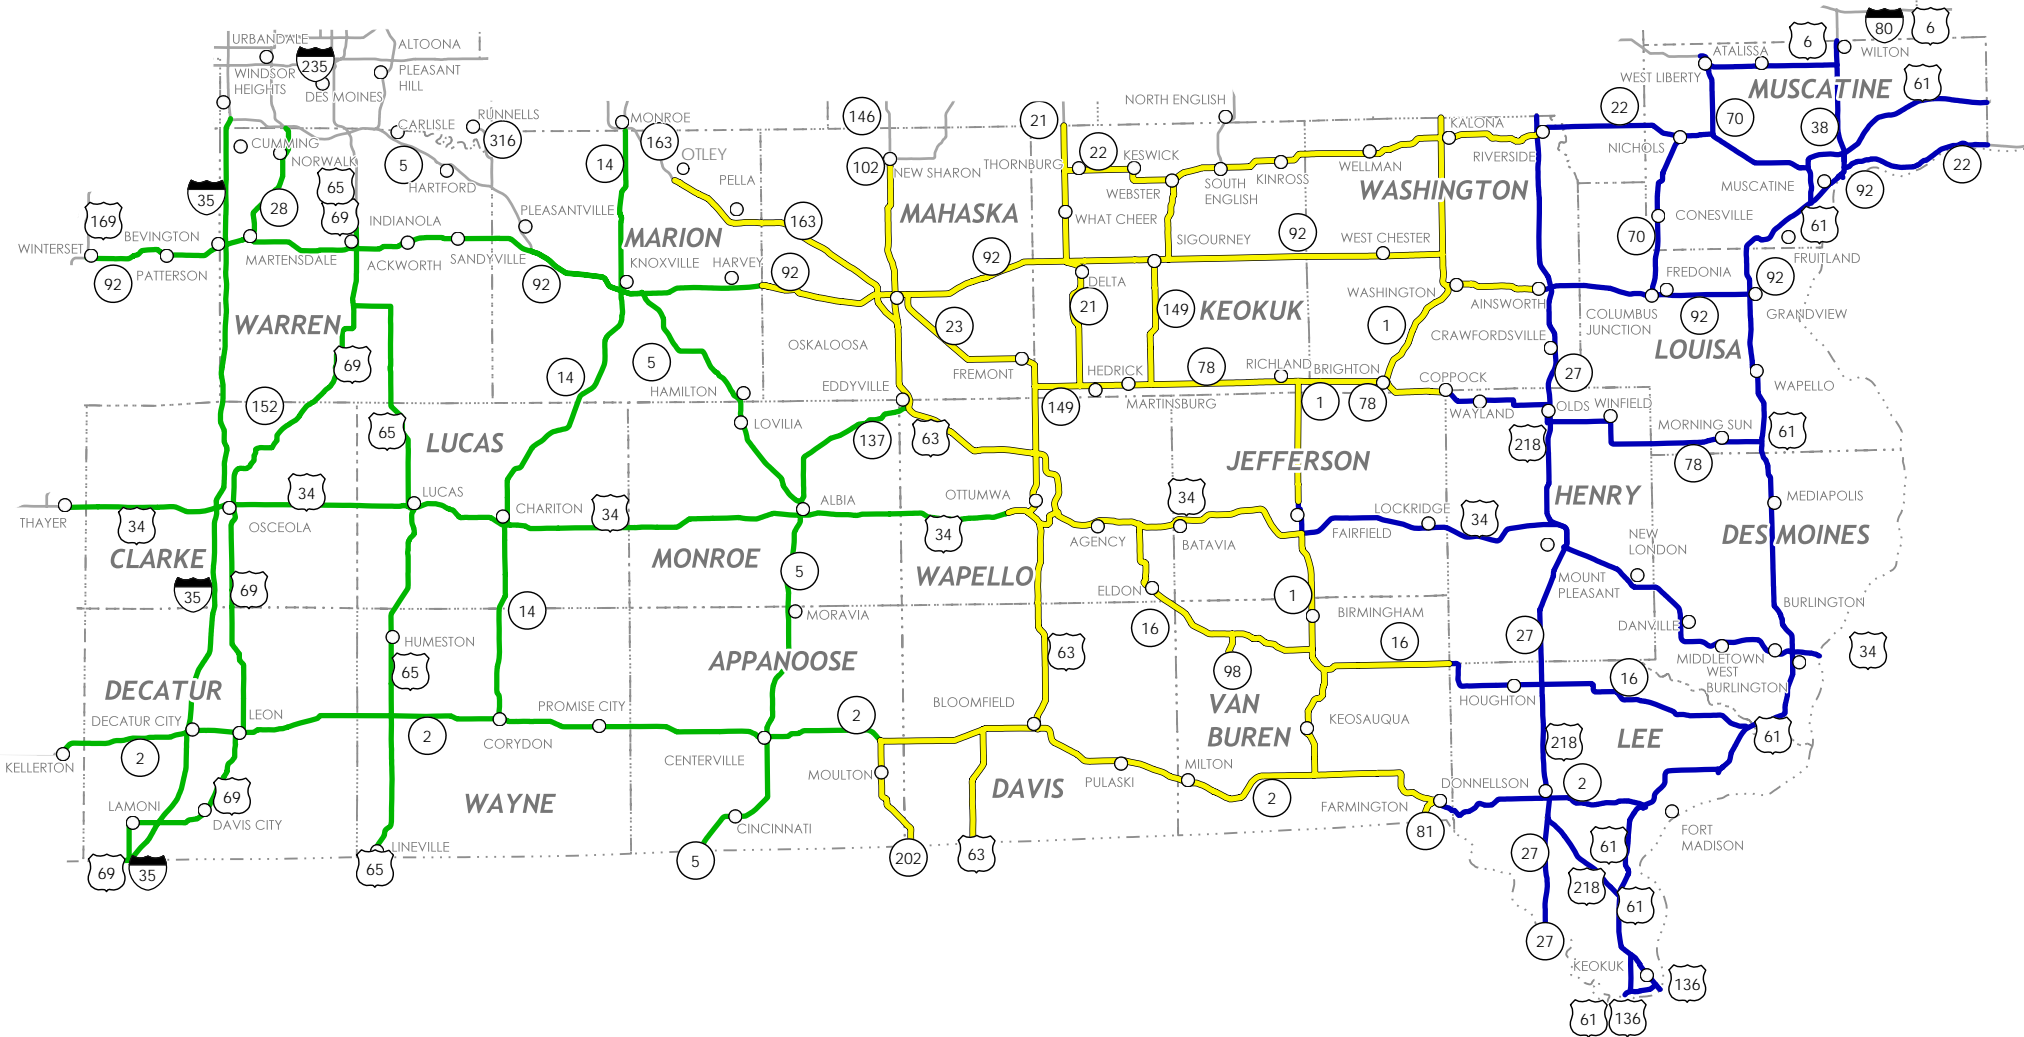 URBANDALE
ALTOONA
235
WINDSOR
HEIGHTS
PLEASANT
HILL
DES MOINES
RUNNELLS
CARLISLE
316
CUMMING
NORWALK
5
HARTFORD
35
28
65
69
169
BEVINGTON
INDIANOLA
PLEASANTVILLE
WINTERSET
PATTERSON
MARTENSDALE
ACKWORTH
SANDYVILLE
92
92
WARREN
69
152
65
MONROE
163
14
OTLEY
PELLA
163
MARION
KNOXVILLE
HARVEY
92
14
5
HAMILTON
LOVILIA
137
146
102
NEW SHARON
MAHASKA
92
23
OSKALOOSA
EDDYVILLE
FREMONT
63
NORTH ENGLISH
21
THORNBURG
22
KESWICK
WEBSTER
SOUTH
ENGLISH
KINROSS
WELLMAN
KALONA
RIVERSIDE
WHAT CHEER
SIGOURNEY
92
WEST CHESTER
WASHINGTON
DELTA
21
149
KEOKUK
WASHINGTON
AINSWORTH
1
CRAWFORDSVILLE
HEDRICK
78
RICHLAND
BRIGHTON
149
MARTINSBURG
1
78
COPPOCK
WAYLAND
27
OLDS
WINFIELD
218
MORNING SUN
78
61
6
80
6
ATALISSA
WILTON
WEST LIBERTY
MUSCATINE
61
22
70
38
NICHOLS
22
MUSCATINE
92
CONESVILLE
61
70
FRUITLAND
FREDONIA
92
COLUMBUS
JUNCTION
92
GRANDVIEW
LOUISA
WAPELLO
LUCAS
34
LUCAS
CHARITON
34
THAYER
34
OSCEOLA
CLARKE
35
69
14
MONROE
ALBIA
5
MORAVIA
OTTUMWA
34
WAPELLO
AGENCY
34
BATAVIA
JEFFERSON
LOCKRIDGE
34
FAIRFIELD
HENRY
MEDIAPOLIS
DES MOINES
NEW
LONDON
MOUNT
PLEASANT
BURLINGTON
DANVILLE
MIDDLETOWN
WEST
BURLINGTON
34
ELDON
16
1
BIRMINGHAM
16
98
27
HUMESTON
65
APPANOOSE
63
DECATUR
DECATUR CITY
LEON
2
2
CORYDON
PROMISE CITY
CENTERVILLE
2
BLOOMFIELD
MOULTON
KELLERTON
LAMONI
69
DAVIS CITY
69
35
WAYNE
LINEVILLE
65
CINCINNATI
5
202
DAVIS
63
PULASKI
MILTON
VAN
BUREN
KEOSAUQUA
2
FARMINGTON
81
DONNELLSON
HOUGHTON
16
218
LEE
61
2
FORT
MADISON
27
61
218
61
27
KEOKUK
136
61
136